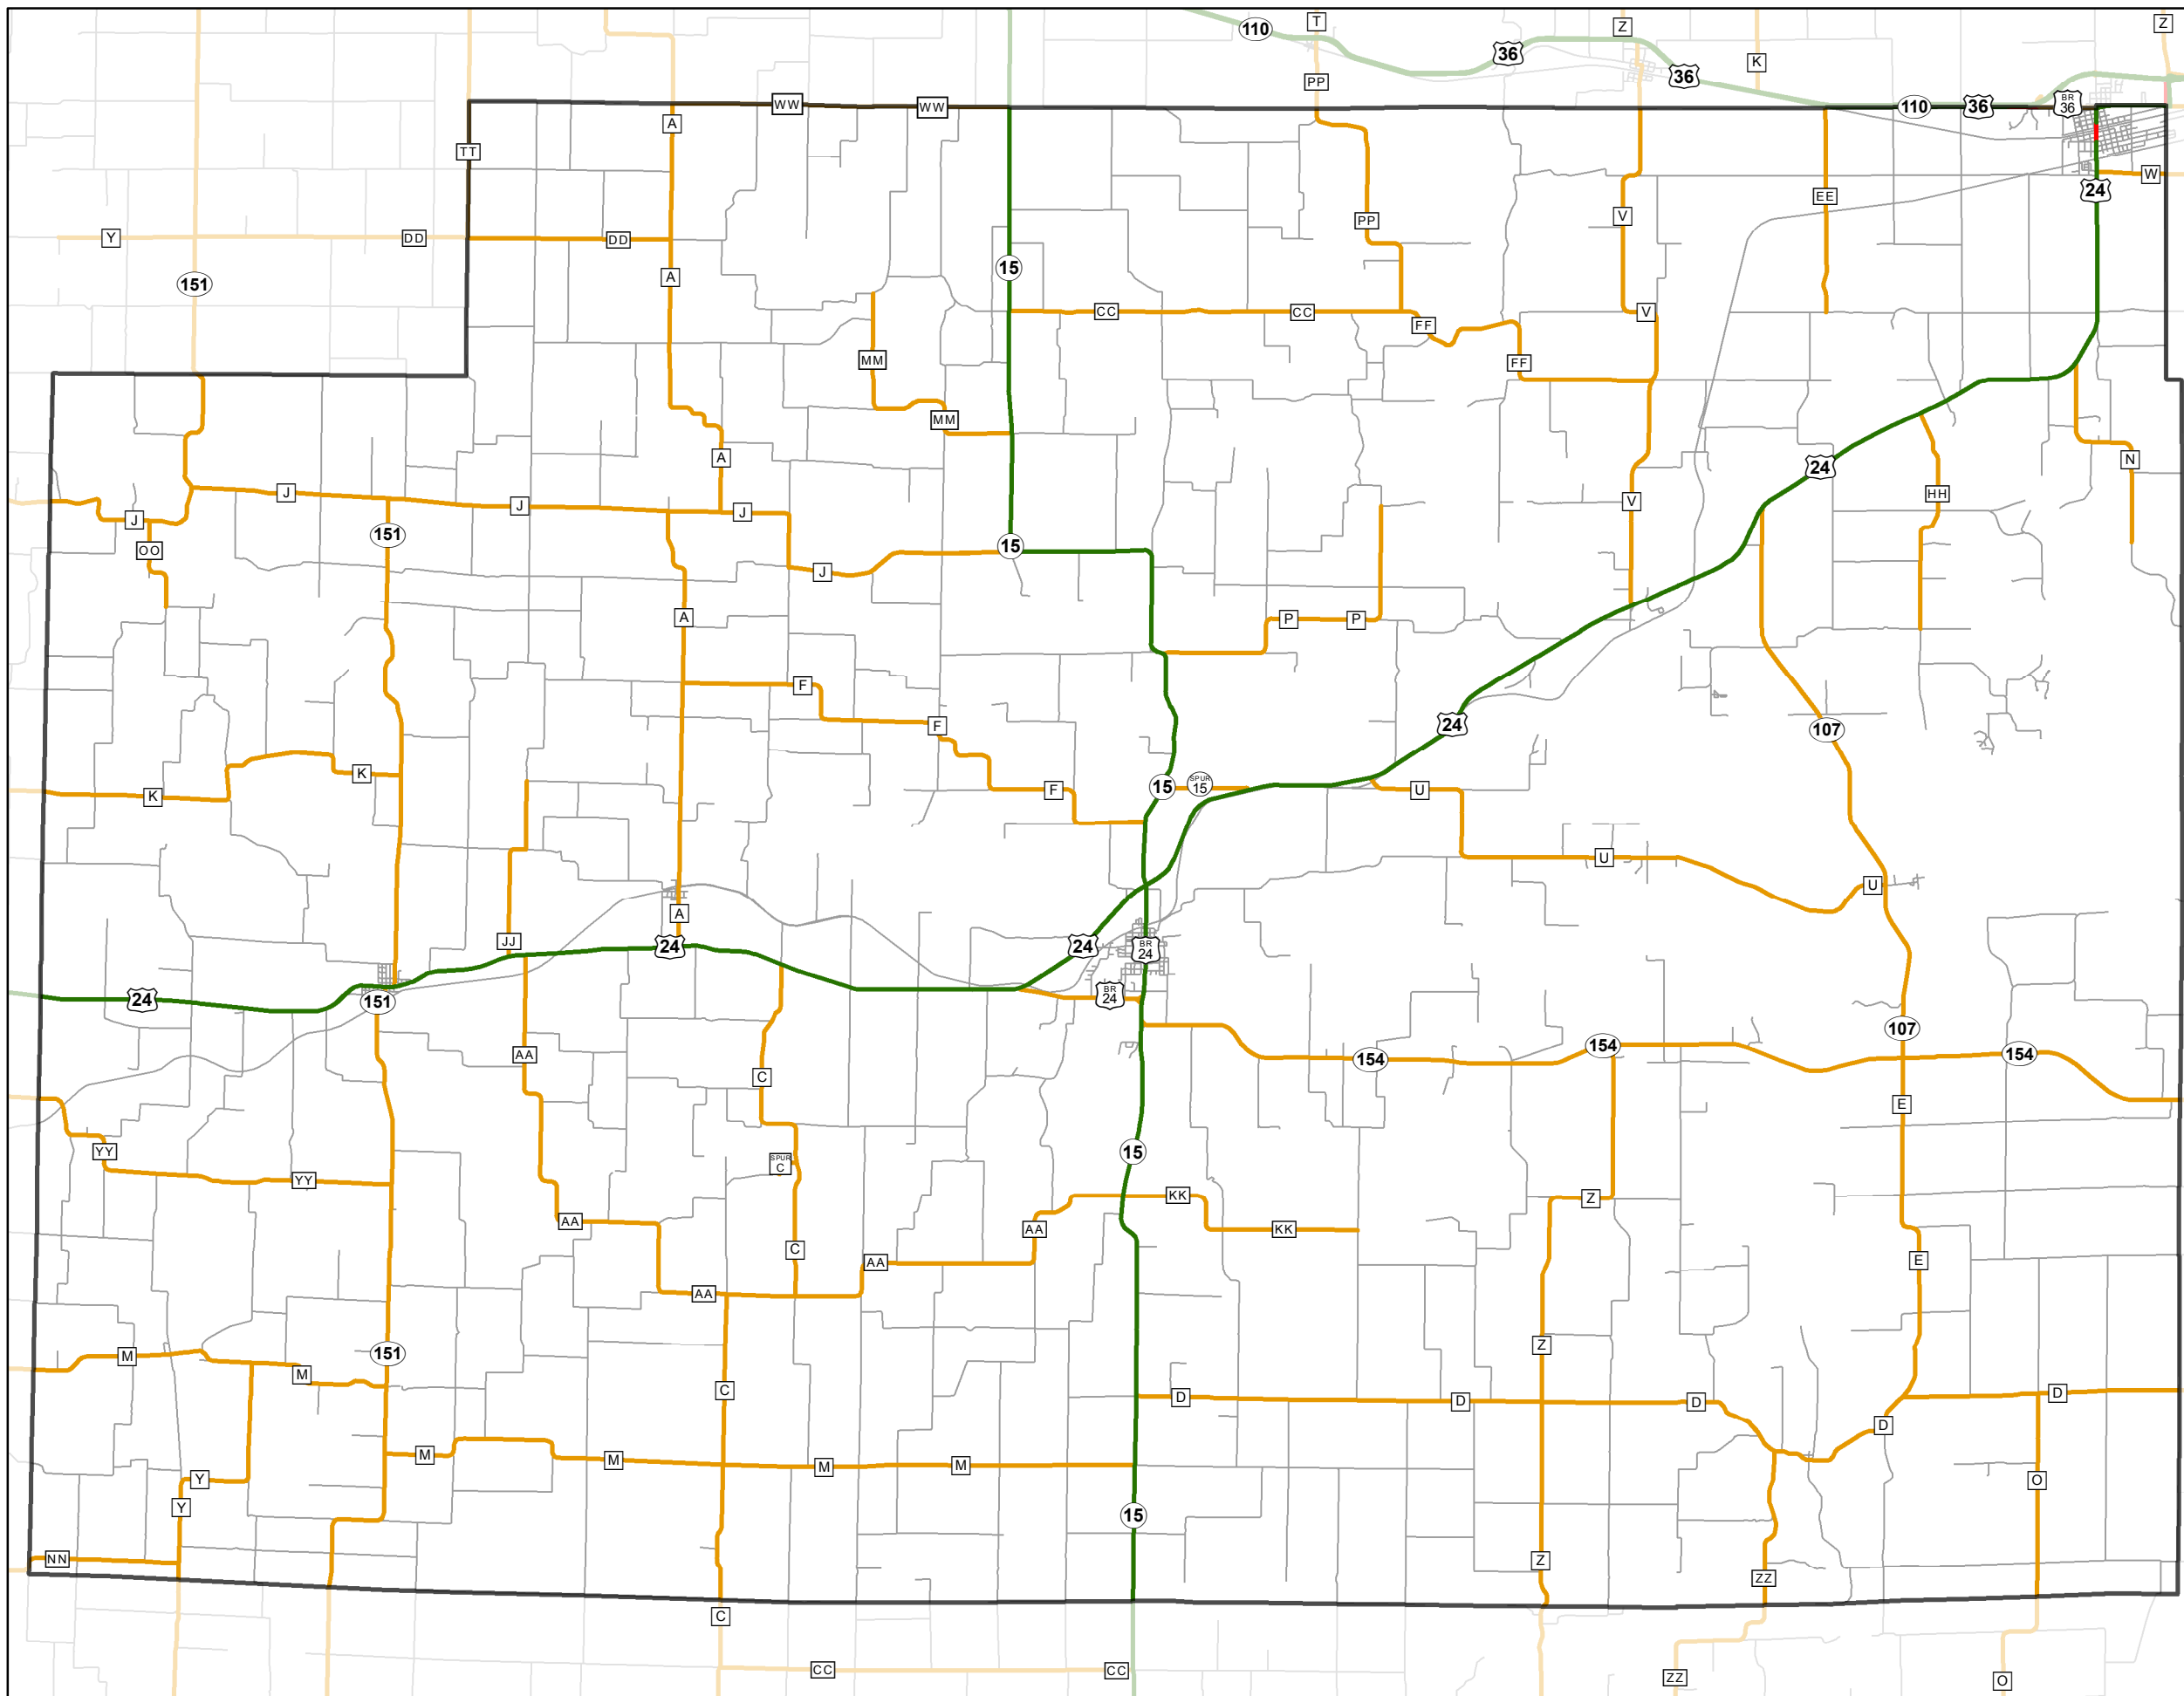 T
Z
Z
110
36
K
36
PP
WW
WW
110
36
BR
36
A
TT
W
24
EE
V
PP
Y
DD
DD
15
A
151
CC
CC
V
FF
MM
FF
MM
A
N
24
J
HH
J
V
J
J
151
15
OO
J
A
P
P
F
F
24
107
K
15
SPUR
15
F
U
K
U
U
A
JJ
24
24
BR
24
24
151
BR
24
107
154
154
154
AA
C
E
YY
15
SPUR
C
YY
KK
Z
AA
AA
KK
C
E
AA
AA
Z
151
M
M
C
D
D
D
D
D
M
M
M
M
Y
O
Y
15
NN
Z
ZZ
C
CC
CC
ZZ
O